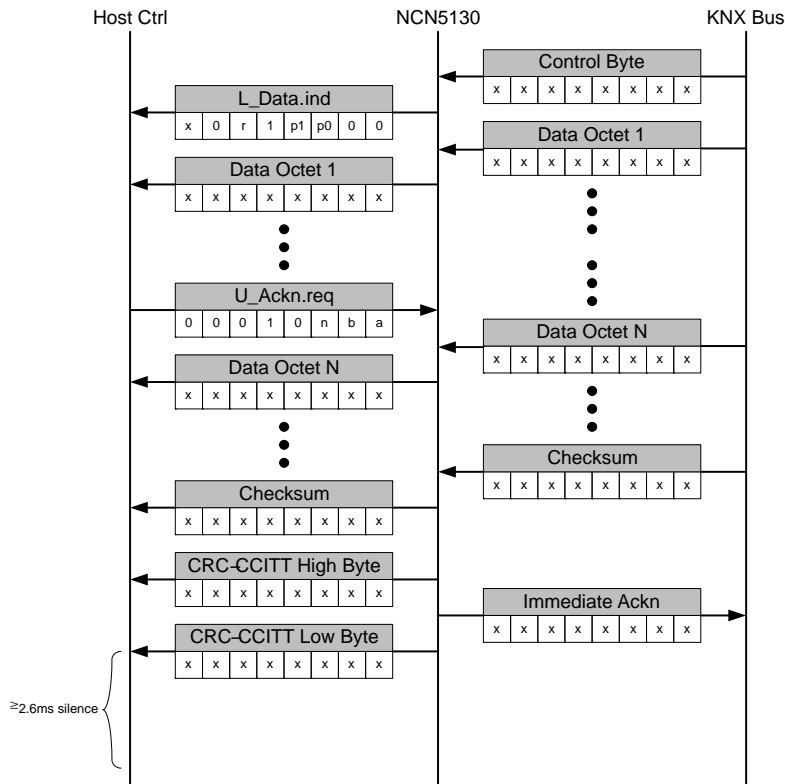 Host Ctrl NCN5130 KNX Bus
Control Byte
x x x x x x x x
L_Data.ind
x 0 r 1 p1 p0 0 0
Data Octet 1
x x x x x x x x
Data Octet 1
x x x x x x x x
U_Ackn.req
0 0 0 1 0 n b a
Data Octet N
x x x x x x x x
Data Octet N
x x x x x x x x
Checksum
x x x x x x x x
Checksum
x x x x x x x x
CRC-CCITT High Byte
x x x x x x x x
Immediate Ackn
x x x x x x x x
CRC-CCITT Low Byte
x x x x x x x x
≥2.6ms silence